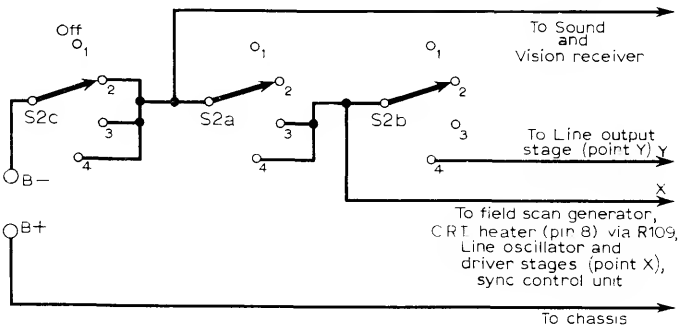 Off
1
2
3
4
S2c
1
2
3
4
S2a
1
2
3
4
S2b
To Sound
and
Vision receiver
To Line output
stage (point Y) Y
X
To field scan generator,
CRT heater (pin 8) via R109,
Line oscillator and
driver stages (point X),
sync control unit
B−
B+
To chassis